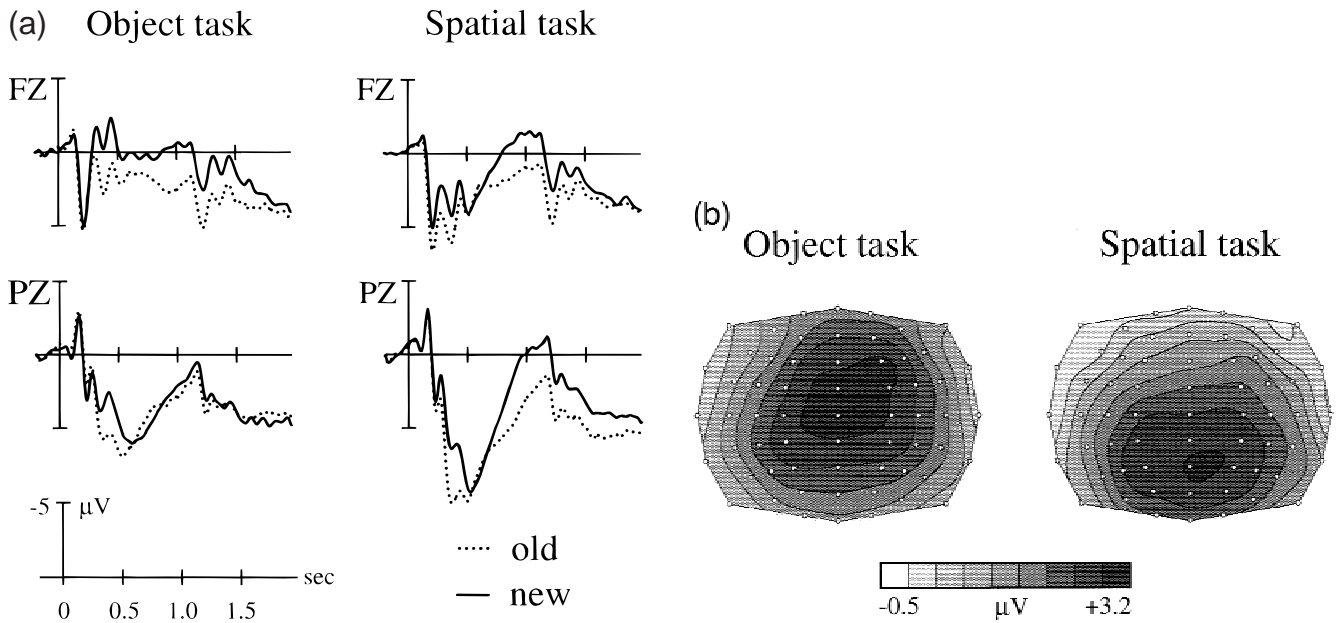 (a) Object task Spatial task
FZ FZ
PZ PZ
-5 μV
sec
0 0.5 1.0 1.5
old
new
(b)
Object task Spatial task
-0.5 μV +3.2